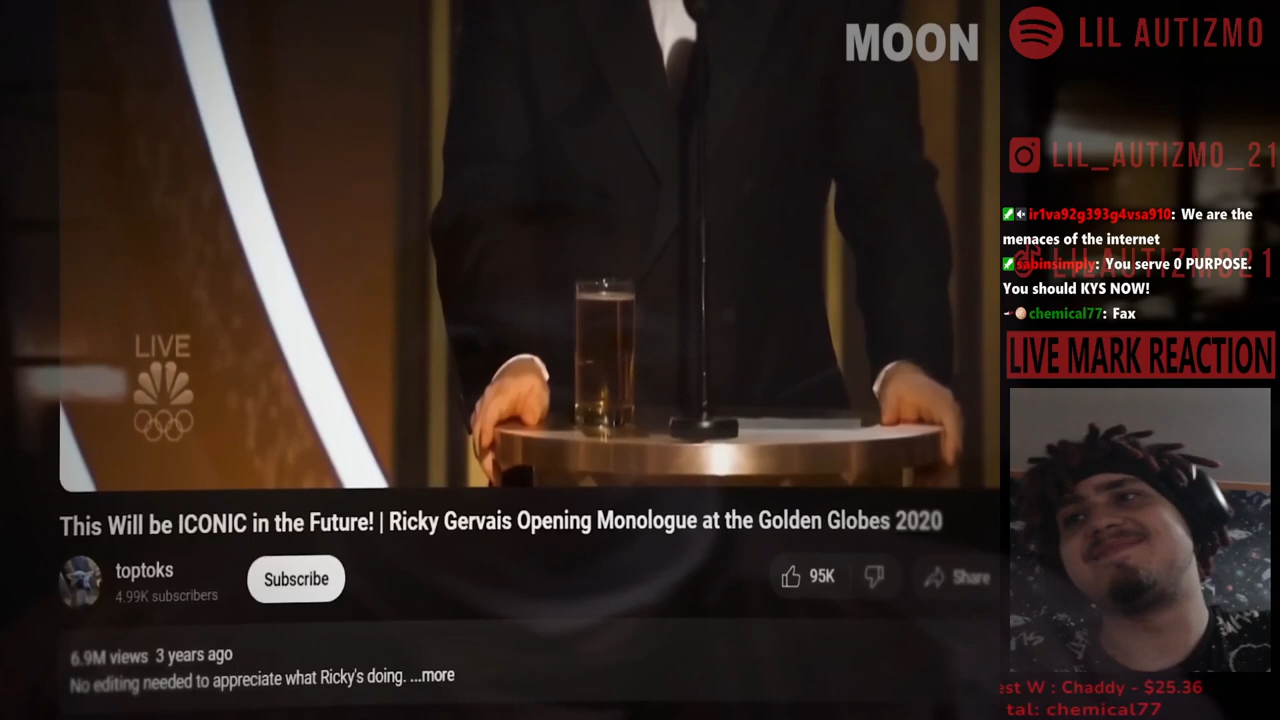 MOON
LIVE
This Will be ICONIC in the Future! | Ricky Gervais Opening Monologue at the Golden Globes 2020
toptoks
4.99K subscribers
Subscribe
95K
Share
6.9M views 3 years ago
No editing needed to appreciate what Ricky's doing. ...more
LIL AUTIZMO
LIL_AUTIZMO_21
ir1va92g393g4vsa910: We are the
menaces of the internet
sabinsimply: You serve 0 PURPOSE.
You should KYS NOW!
chemical77: Fax
LIVE MARK REACTION
est W : Chaddy - $25.36
tal: chemical77